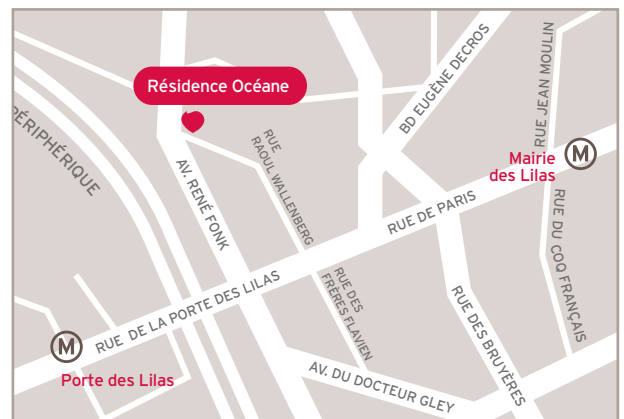 BD EUGÈNE DECROS
RUE JEAN MOULIN
Résidence Océane
PÉRIPHÉRIQUE
RUE
RAOUL WALLENBERG
M
Mairie
des Lilas
AV. RENÉ FONK
RUE DE PARIS
RUE DU COQ FRANÇAIS
RUE DE LA PORTE DES LILAS
RUE DES
FRÈRES FLAVIEN
RUE DES BRUYÈRES
M
Porte des Lilas
AV. DU DOCTEUR GLEY